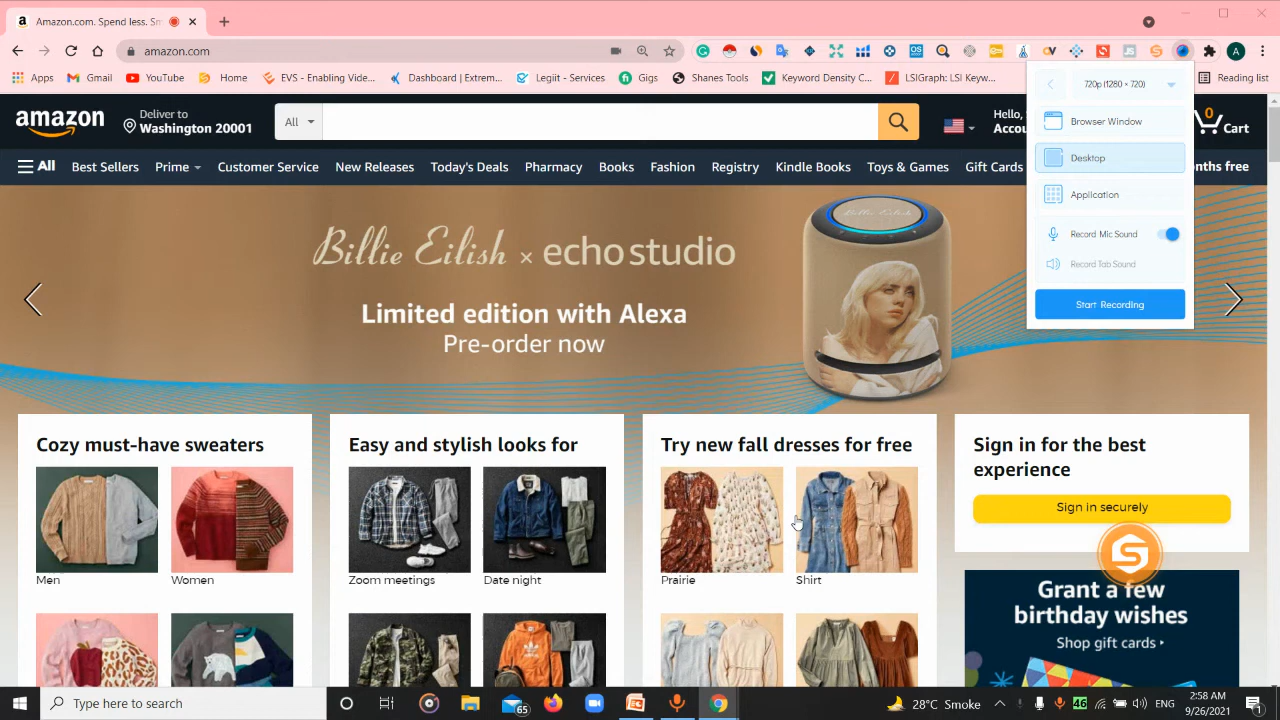 Amazon.com. Spend less. Sm
amazon.com
Apps
Gmail
YouTube
Home
EVS - Enabling Vide...
Dashboard | Extrem...
Legiit - Services
Gigs
Share More Tools
Keyword Density C...
LSIGraph: LSI Keyw...
Reading list
720p (1280 × 720)
Browser Window
Desktop
Application
Record Mic Sound
Record Tab Sound
Start Recording
amazon
Deliver to
Washington 20001
All
Hello,
Accou
0
Cart
All
Best Sellers
Prime
Customer Service
New Releases
Today's Deals
Pharmacy
Books
Fashion
Registry
Kindle Books
Toys & Games
Gift Cards
nths free
Billie Eilish × echo studio
Limited edition with Alexa
Pre-order now
Billie Eilish
Cozy must-have sweaters
Men
Women
Easy and stylish looks for
Zoom meetings
Date night
Try new fall dresses for free
Prairie
Shirt
Sign in for the best
experience
Sign in securely
Grant a few
birthday wishes
Shop gift cards
Type here to search
65
28°C Smoke
46
ENG
2:58 AM
9/26/2021
1